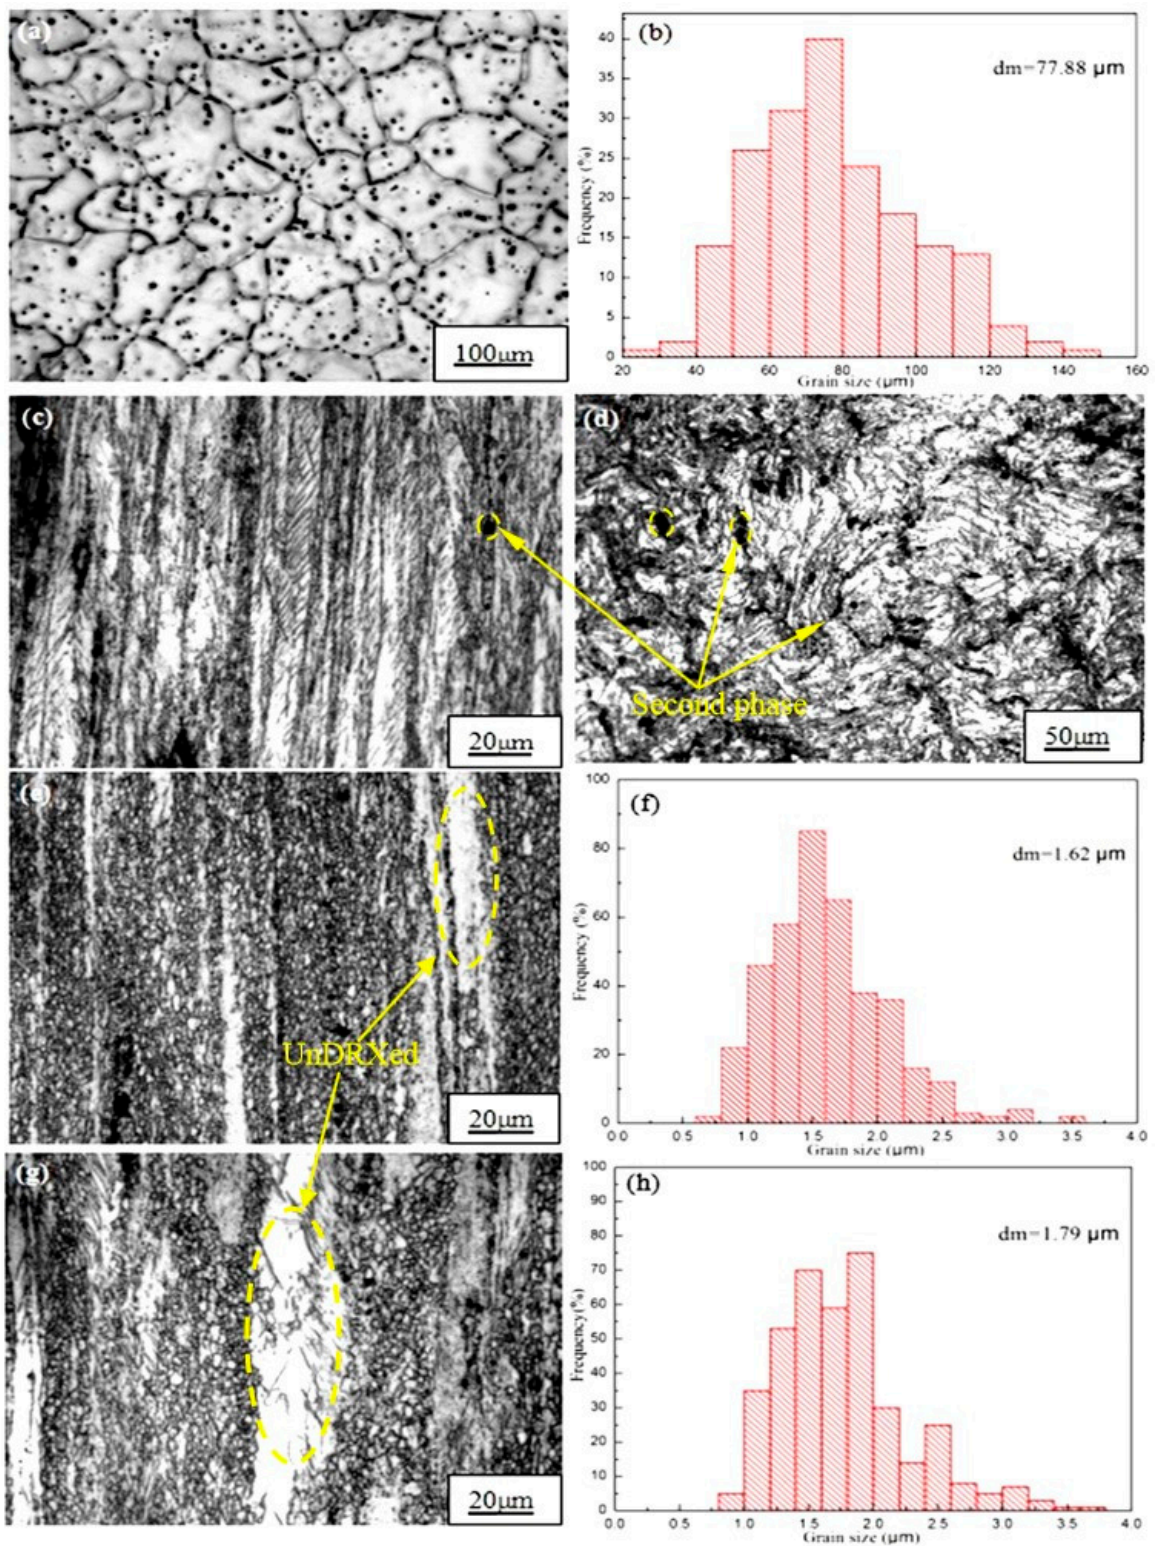 (a)
100μm
(b)
dm=77.88 μm
Frequency (%)
40
35
30
25
20
15
10
5
0
20 40 60 80 100 120 140 160
Grain size (μm)
(c)
20μm
(d)
Second phase
50μm
(e)
UnDRXed
20μm
(f)
dm=1.62 μm
Frequency (%)
100
80
60
40
20
0
0.0 0.5 1.0 1.5 2.0 2.5 3.0 3.5 4.0
Grain size (μm)
(g)
20μm
(h)
dm=1.79 μm
Frequency(%)
100
90
80
70
60
50
40
30
20
10
0
0.0 0.5 1.0 1.5 2.0 2.5 3.0 3.5 4.0
Grain size (μm)